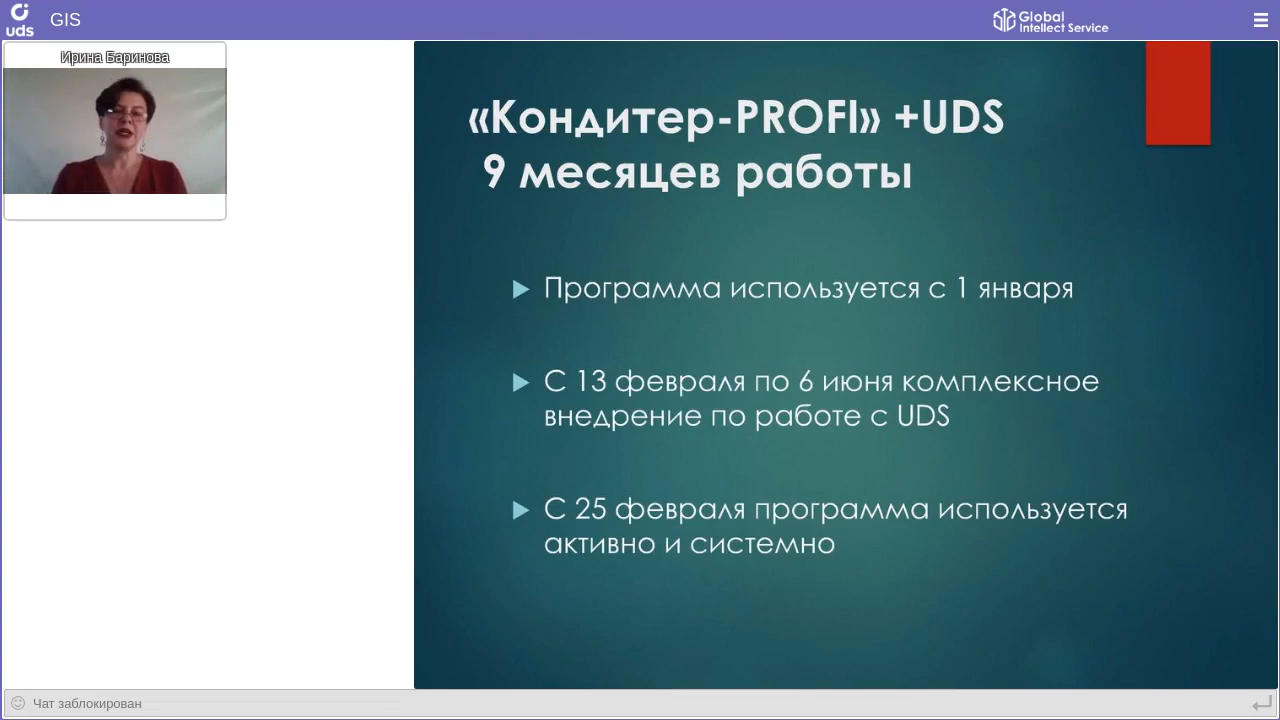 uds
GIS
Global
Intellect Service
Ирина Баринова
«Кондитер-PROFI» +UDS
9 месяцев работы
Программа используется с 1 января
С 13 февраля по 6 июня комплексное
внедрение по работе с UDS
С 25 февраля программа используется
активно и системно
Чат заблокирован